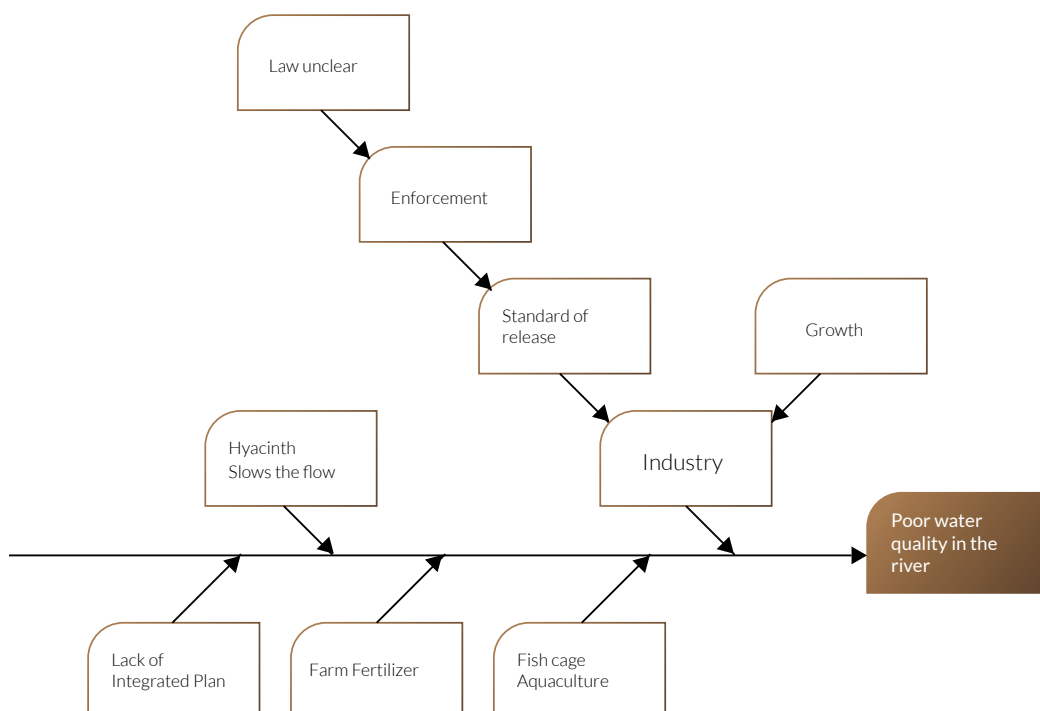 Law unclear
Enforcement
Standard of
release
Growth
Hyacinth
Slows the flow
Industry
Poor water
quality in the
river
Lack of
Integrated Plan
Farm Fertilizer
Fish cage
Aquaculture